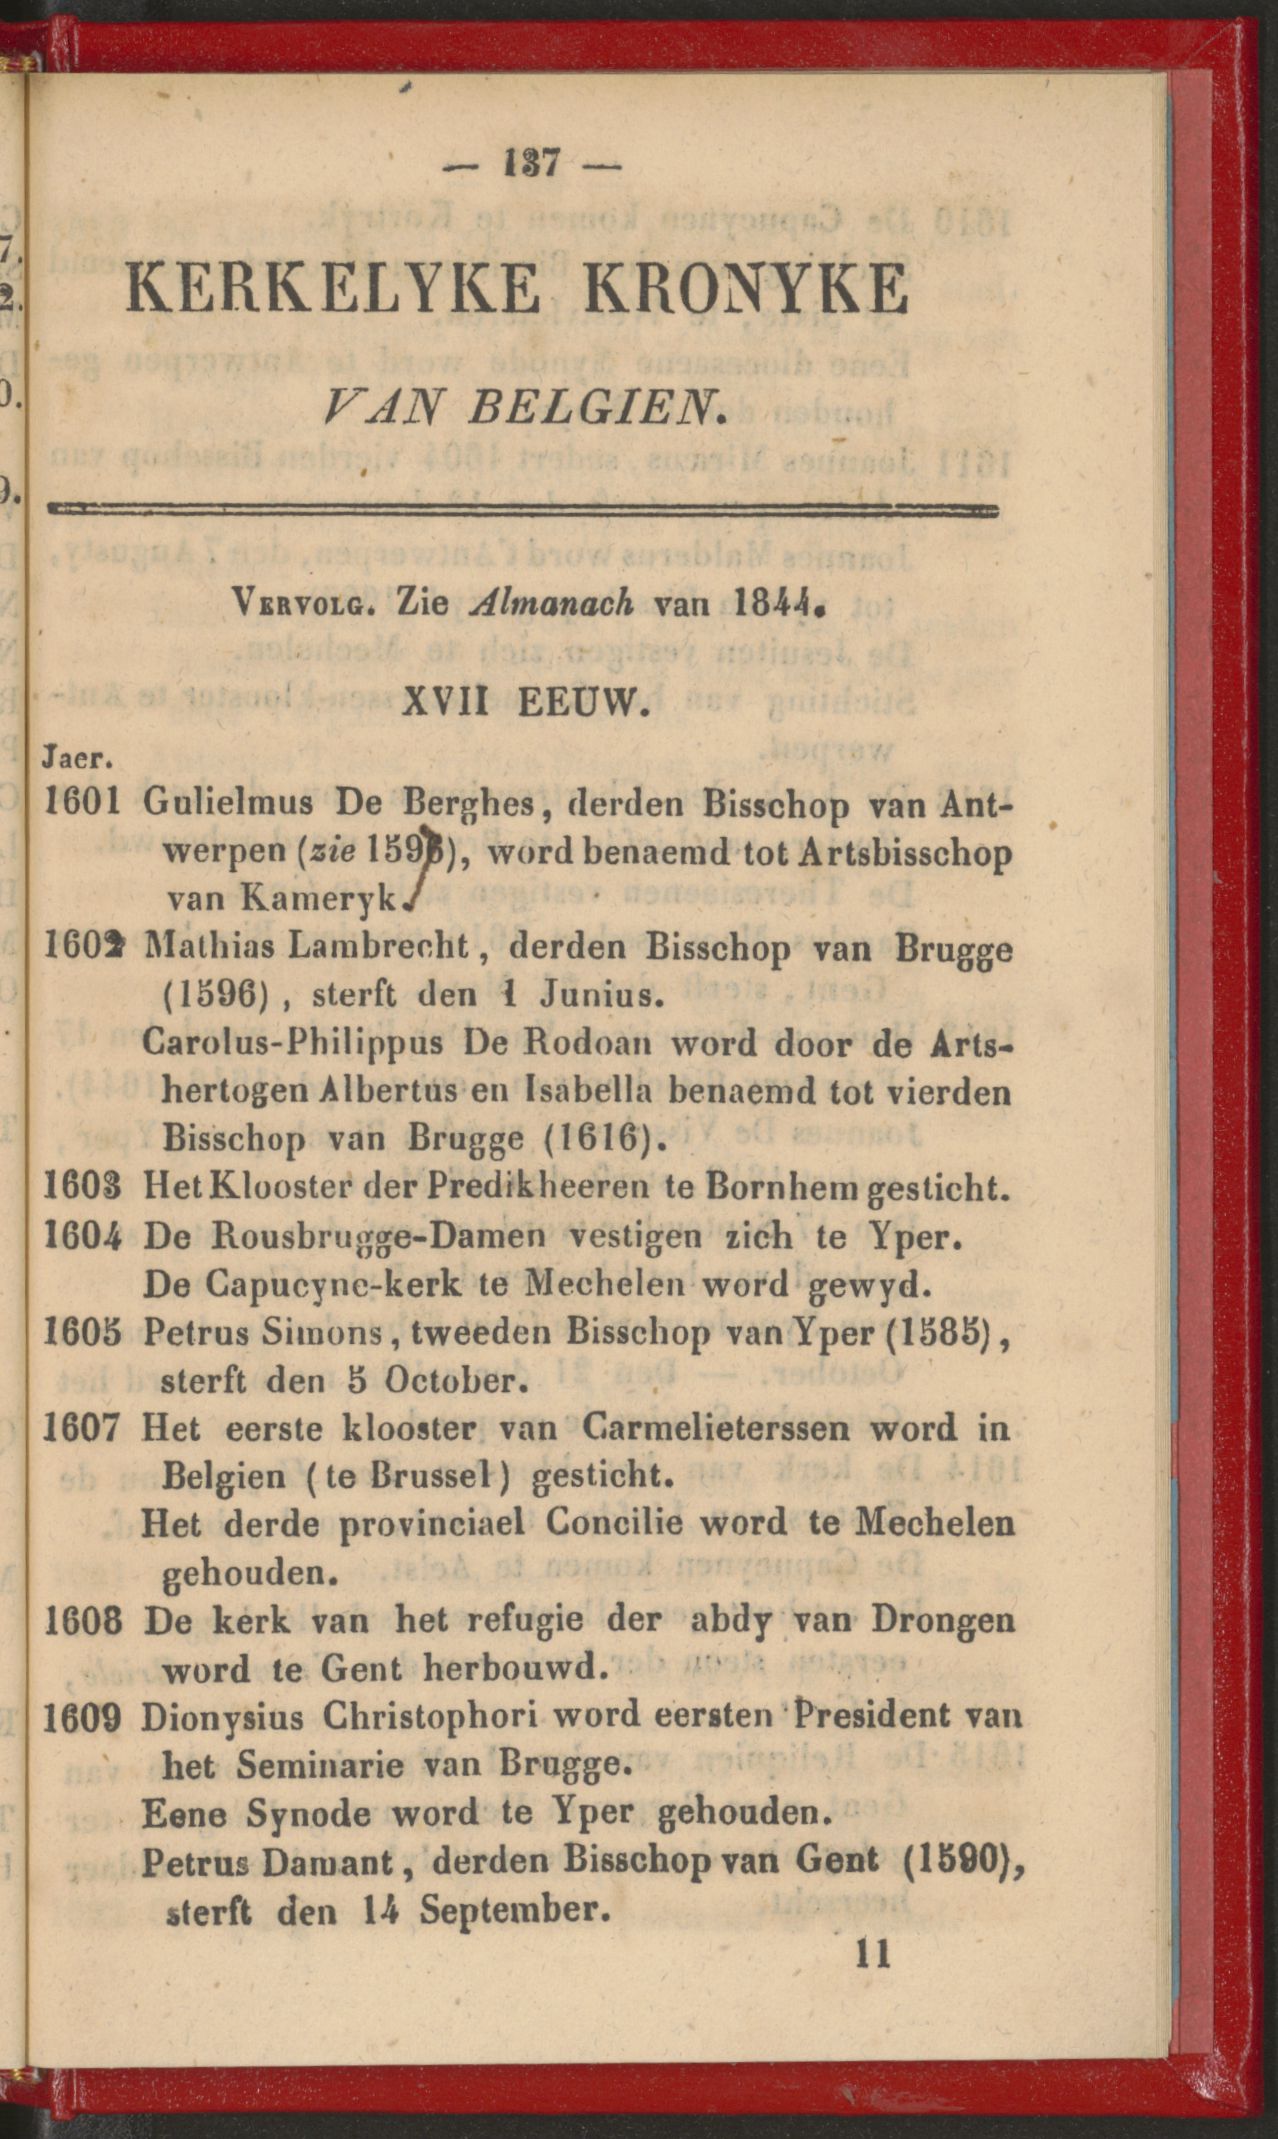 — 137 —
KERKELYKE KRONYKE
VAN BELGIEN.
VERVOLG. Zie Almanach van 1844.
XVII EEUW.
Jaer.
1601 Gulielmus De Berghes, derden Bisschop van Ant-
werpen (zie), word benaemd tot Artsbisschop
van Kameryk.
1602 Mathias Lambrecht, derden Bisschop van Brugge
(1596), sterft den 1 Junius.
Carolus-Philippus De Rodoan word door de Arts-
hertogen Albertus en Isabella benaemd tot vierden
Bisschop van Brugge (1616).
1603 Het Klooster der Predikheeren te Bornhem gesticht.
1604 De Rousbrugge-Damen vestigen zich te Yper.
De Capucyne-kerk te Mechelen word gewyd.
1605 Petrus Simons, tweeden Bisschop van Yper (1585),
sterft den 5 October.
1607 Het eerste klooster van Carmelieterssen word in
Belgien (te Brussel) gesticht.
Het derde provinciael Concilie word te Mechelen
gehouden.
1608 De kerk van het refugie der abdy van Drongen
word te Gent herbouwd.
1609 Dionysius Christophori word eersten President van
het Seminarie van Brugge.
Eene Synode word te Yper gehouden.
Petrus Damant, derden Bisschop van Gent (1590),
sterft den 14 September.
11